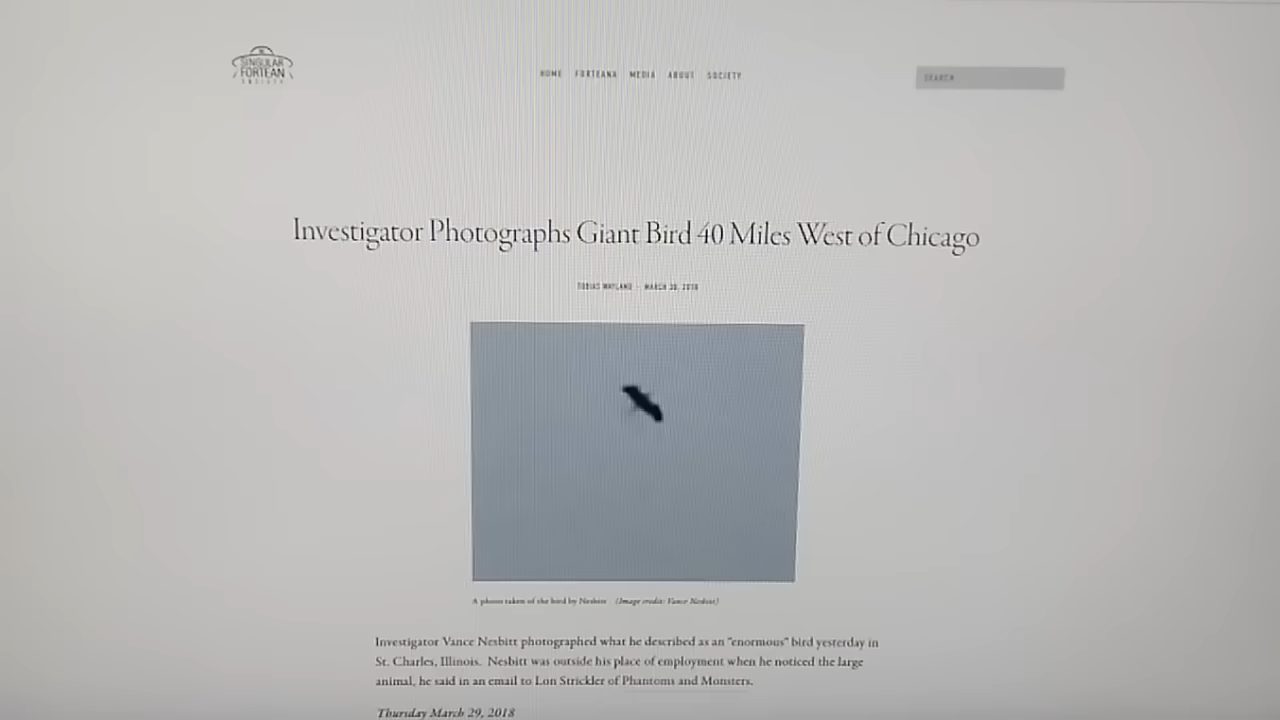 SINGULAR
FORTEAN
SOCIETY
HOME FORTEANA MEDIA ABOUT SOCIETY
SEARCH
Investigator Photographs Giant Bird 40 Miles West of Chicago
TOBIAS WAYLAND · MARCH 30, 2018
A photo taken of the bird by Nesbitt. (Image credit: Vance Nesbitt)
Investigator Vance Nesbitt photographed what he described as an "enormous" bird yesterday in
St. Charles, Illinois. Nesbitt was outside his place of employment when he noticed the large
animal, he said in an email to Lon Strickler of Phantoms and Monsters.
Thursday March 29, 2018